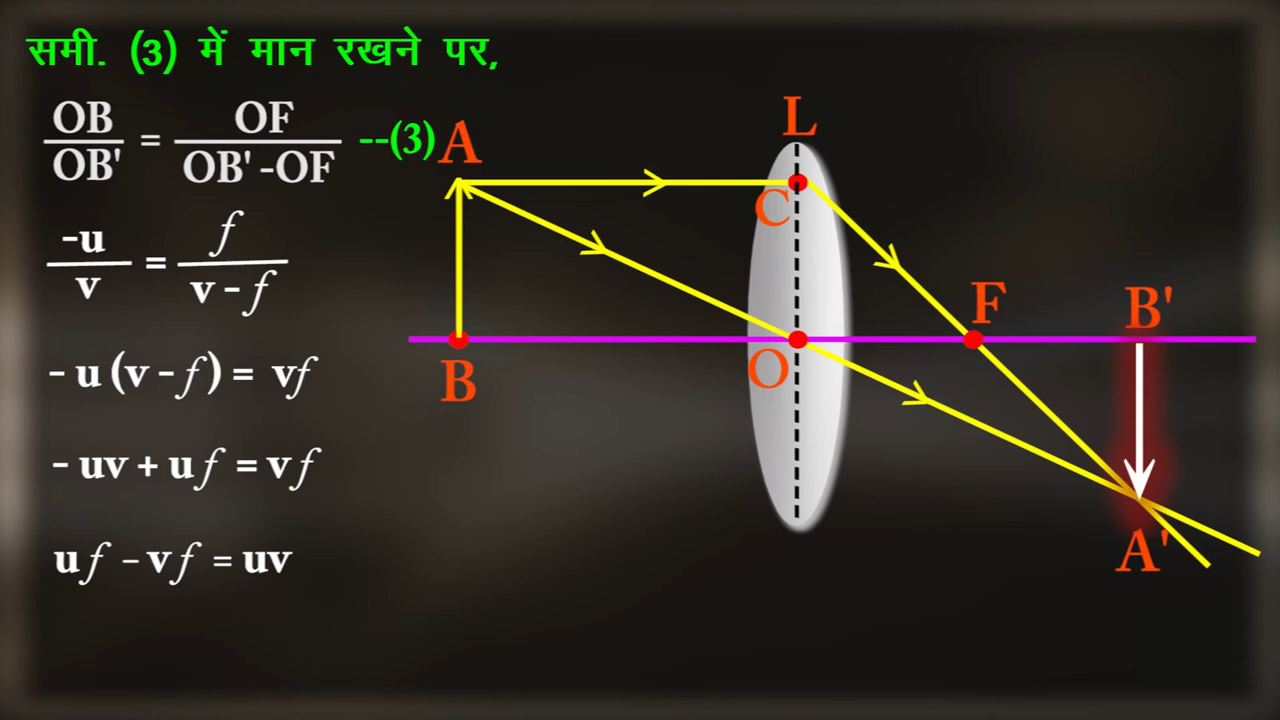 समी. (3) में मान रखने पर,
OB/OB' = OF/OB'-OF --(3)
-u/v = f/v-f
- u (v-f) = vf
- uv + uf = vf
uf - vf = uv
L
A
C
F
B'
B
O
A'